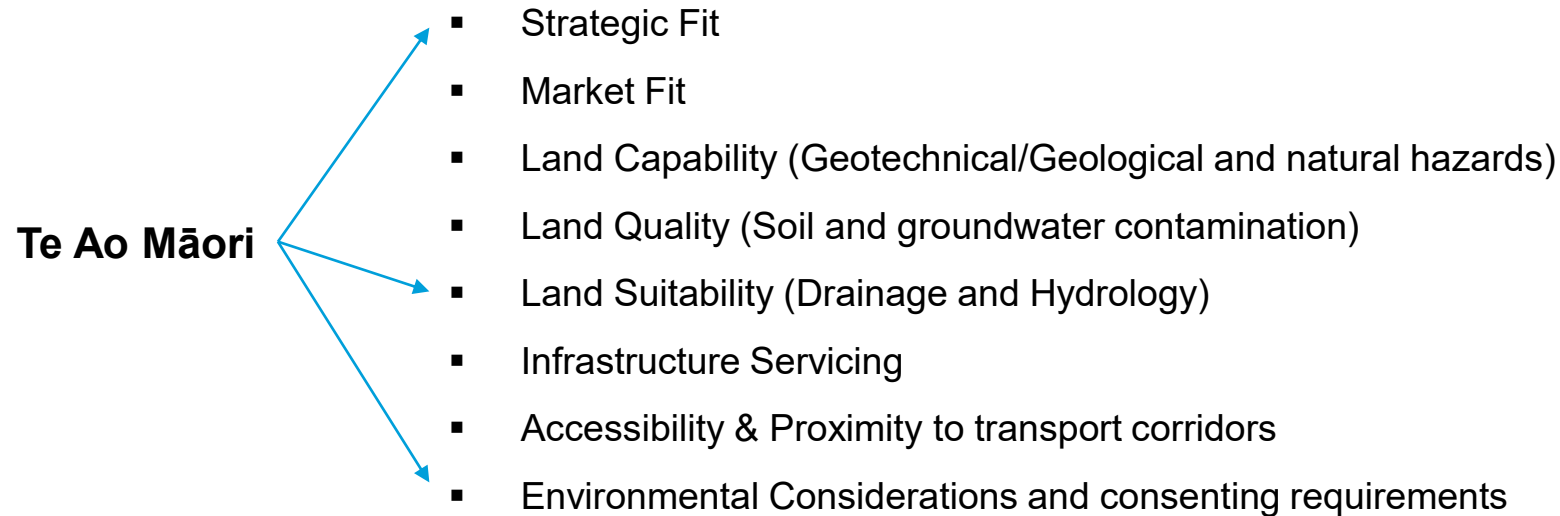 Te Ao Māori
▪ Strategic Fit
▪ Market Fit
▪ Land Capability (Geotechnical/Geological and natural hazards)
▪ Land Quality (Soil and groundwater contamination)
▪ Land Suitability (Drainage and Hydrology)
▪ Infrastructure Servicing
▪ Accessibility & Proximity to transport corridors
▪ Environmental Considerations and consenting requirements